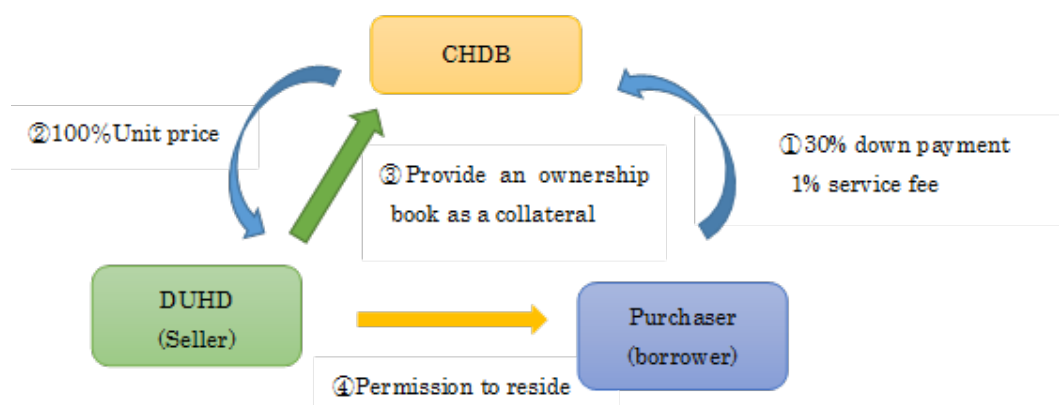 CHDB
②100%Unit price
①30% down payment
1% service fee
③Provide an ownership
book as a collateral
DUHD
(Seller)
Purchaser
(borrower)
④Permission to reside